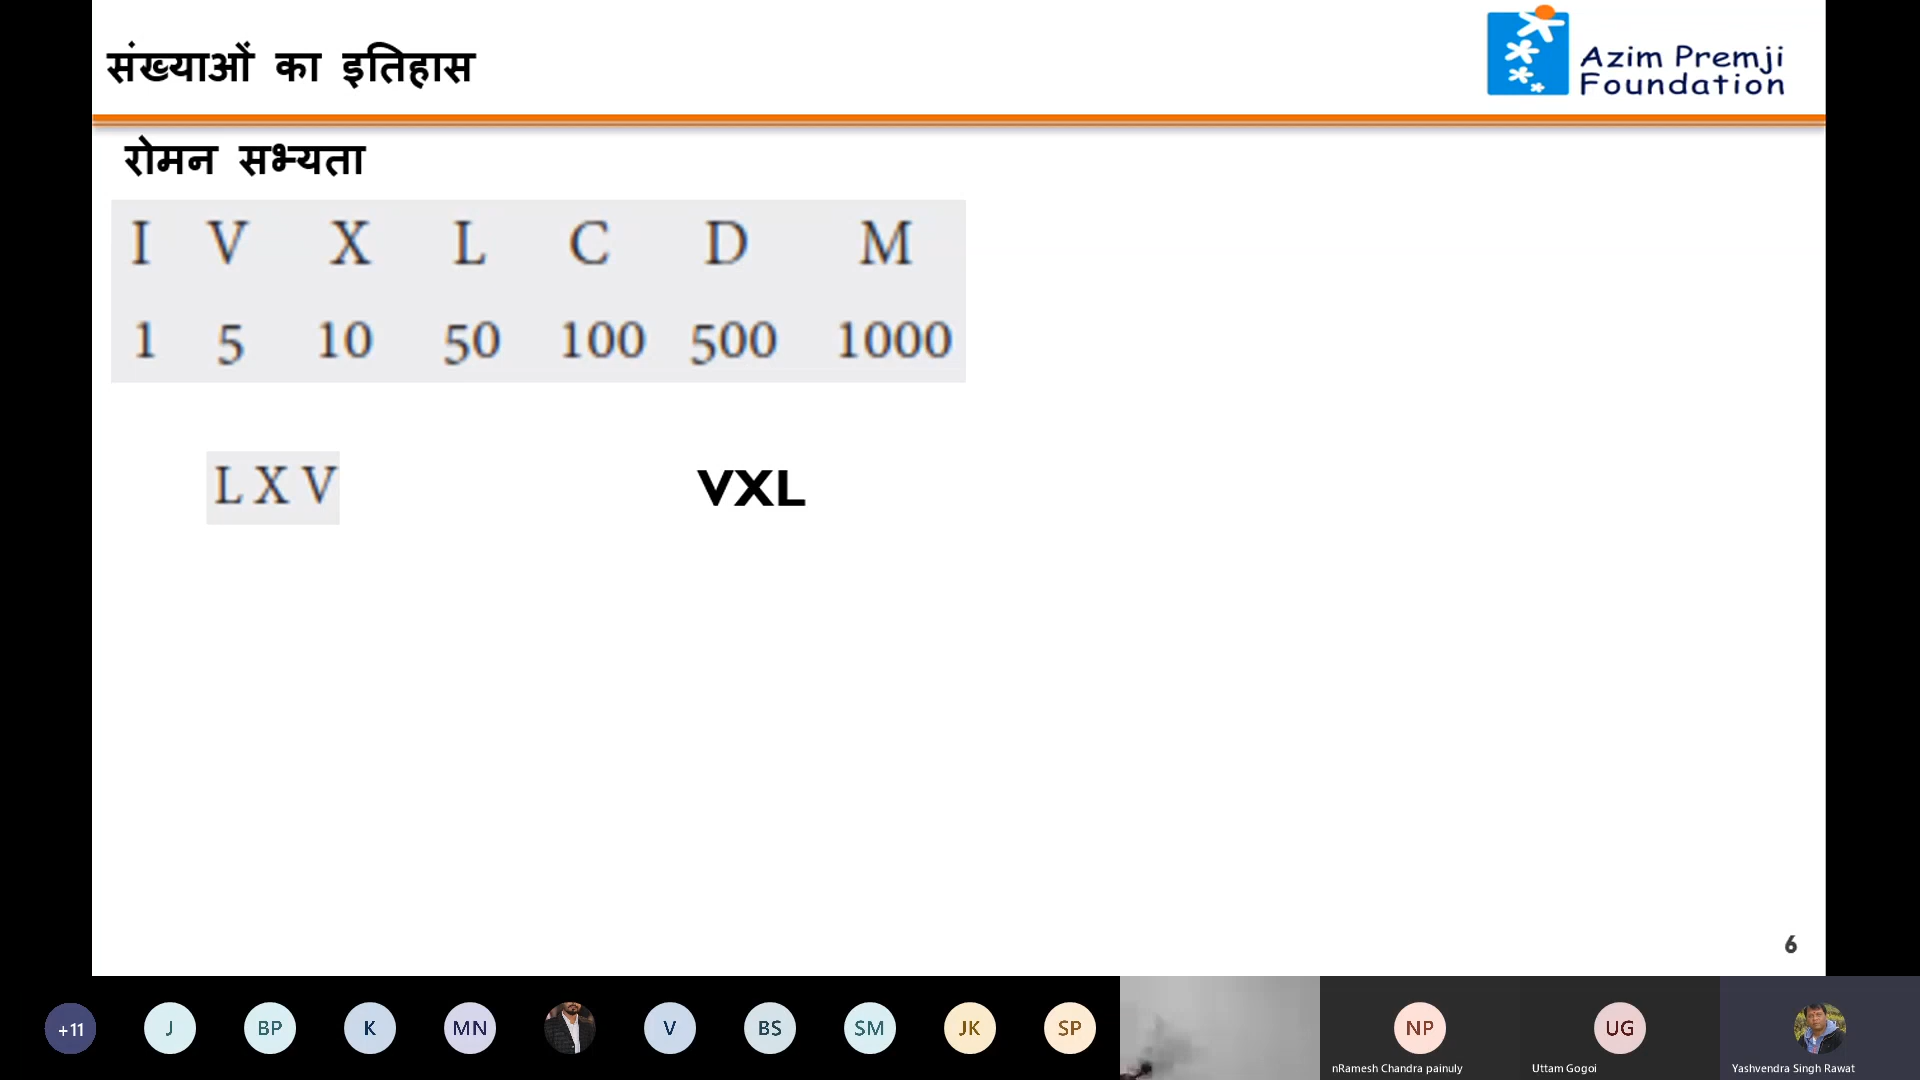 संख्याओं का इतिहास
Azim Premji
Foundation
रोमन सभ्यता
I V X L C D M
1 5 10 50 100 500 1000
L X V VXL
6
+11 J BP K MN V BS SM JK SP NP UG
nRamesh Chandra painuly Uttam Gogoi Yashvendra Singh Rawat